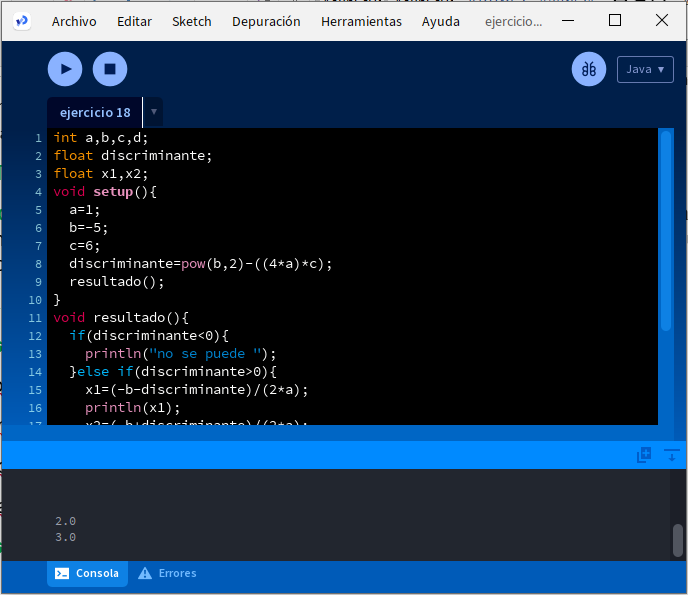 Archivo Editar Sketch Depuración Herramientas Ayuda ejercicio...
Java ▾
ejercicio 18 ▾
1 int a,b,c,d;
2 float discriminante;
3 float x1,x2;
4 void setup(){
5 a=1;
6 b=-5;
7 c=6;
8 discriminante=pow(b,2)-((4*a)*c);
9 resultado();
10 }
11 void resultado(){
12 if(discriminante<0){
13 println("no se puede ");
14 }else if(discriminante>0){
15 x1=(-b-discriminante)/(2*a);
16 println(x1);
17 x2=(-b+discriminante)/(2*a);
2.0
3.0
Consola Errores